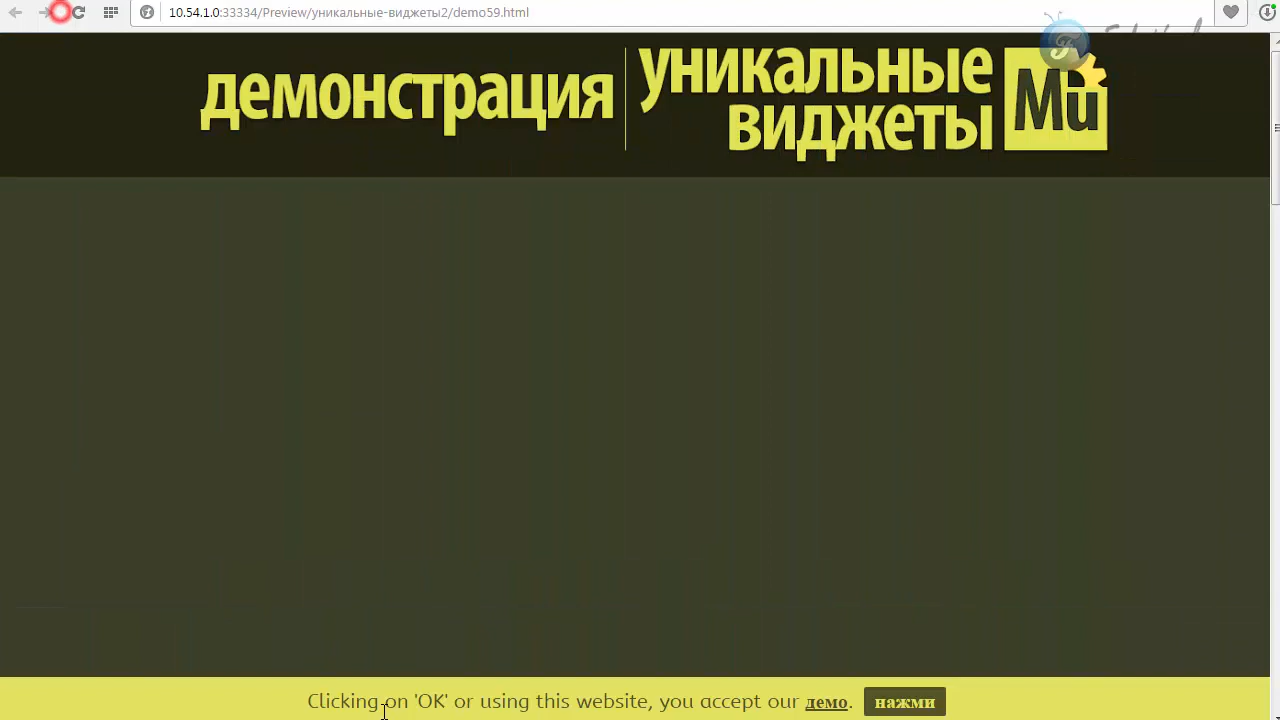 10.54.1.0:33334/Preview/уникальные-виджеты2/demo59.html
демонстрация
уникальные
виджеты
Mu
Clicking on 'OK' or using this website, you accept our демо. нажми